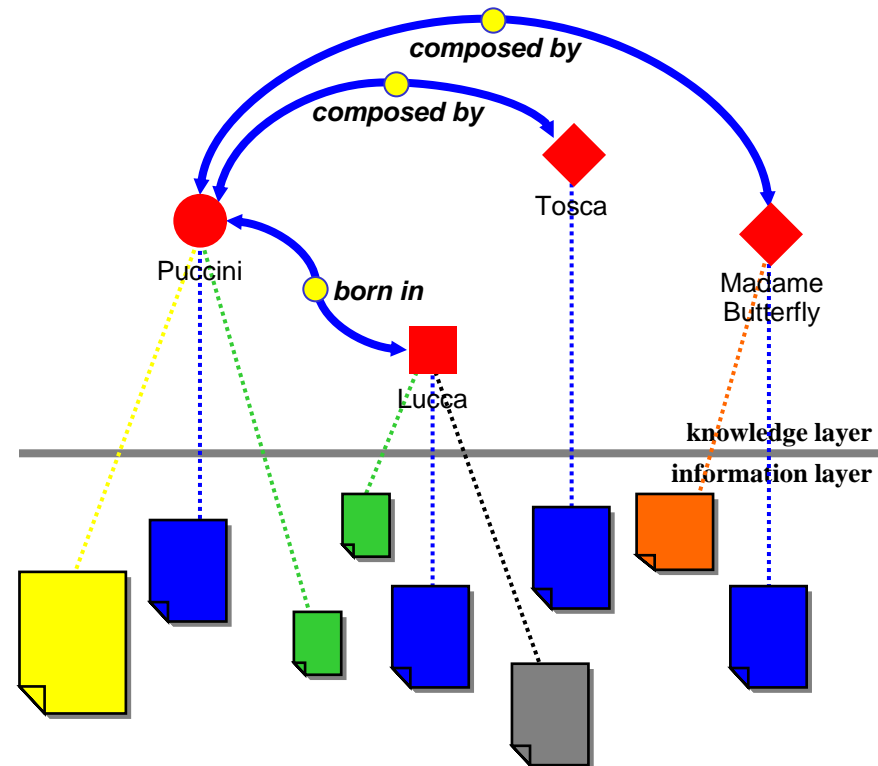 composed by
composed by
Tosca
Puccini
born in
Madame
Butterfly
Lucca
knowledge layer
information layer